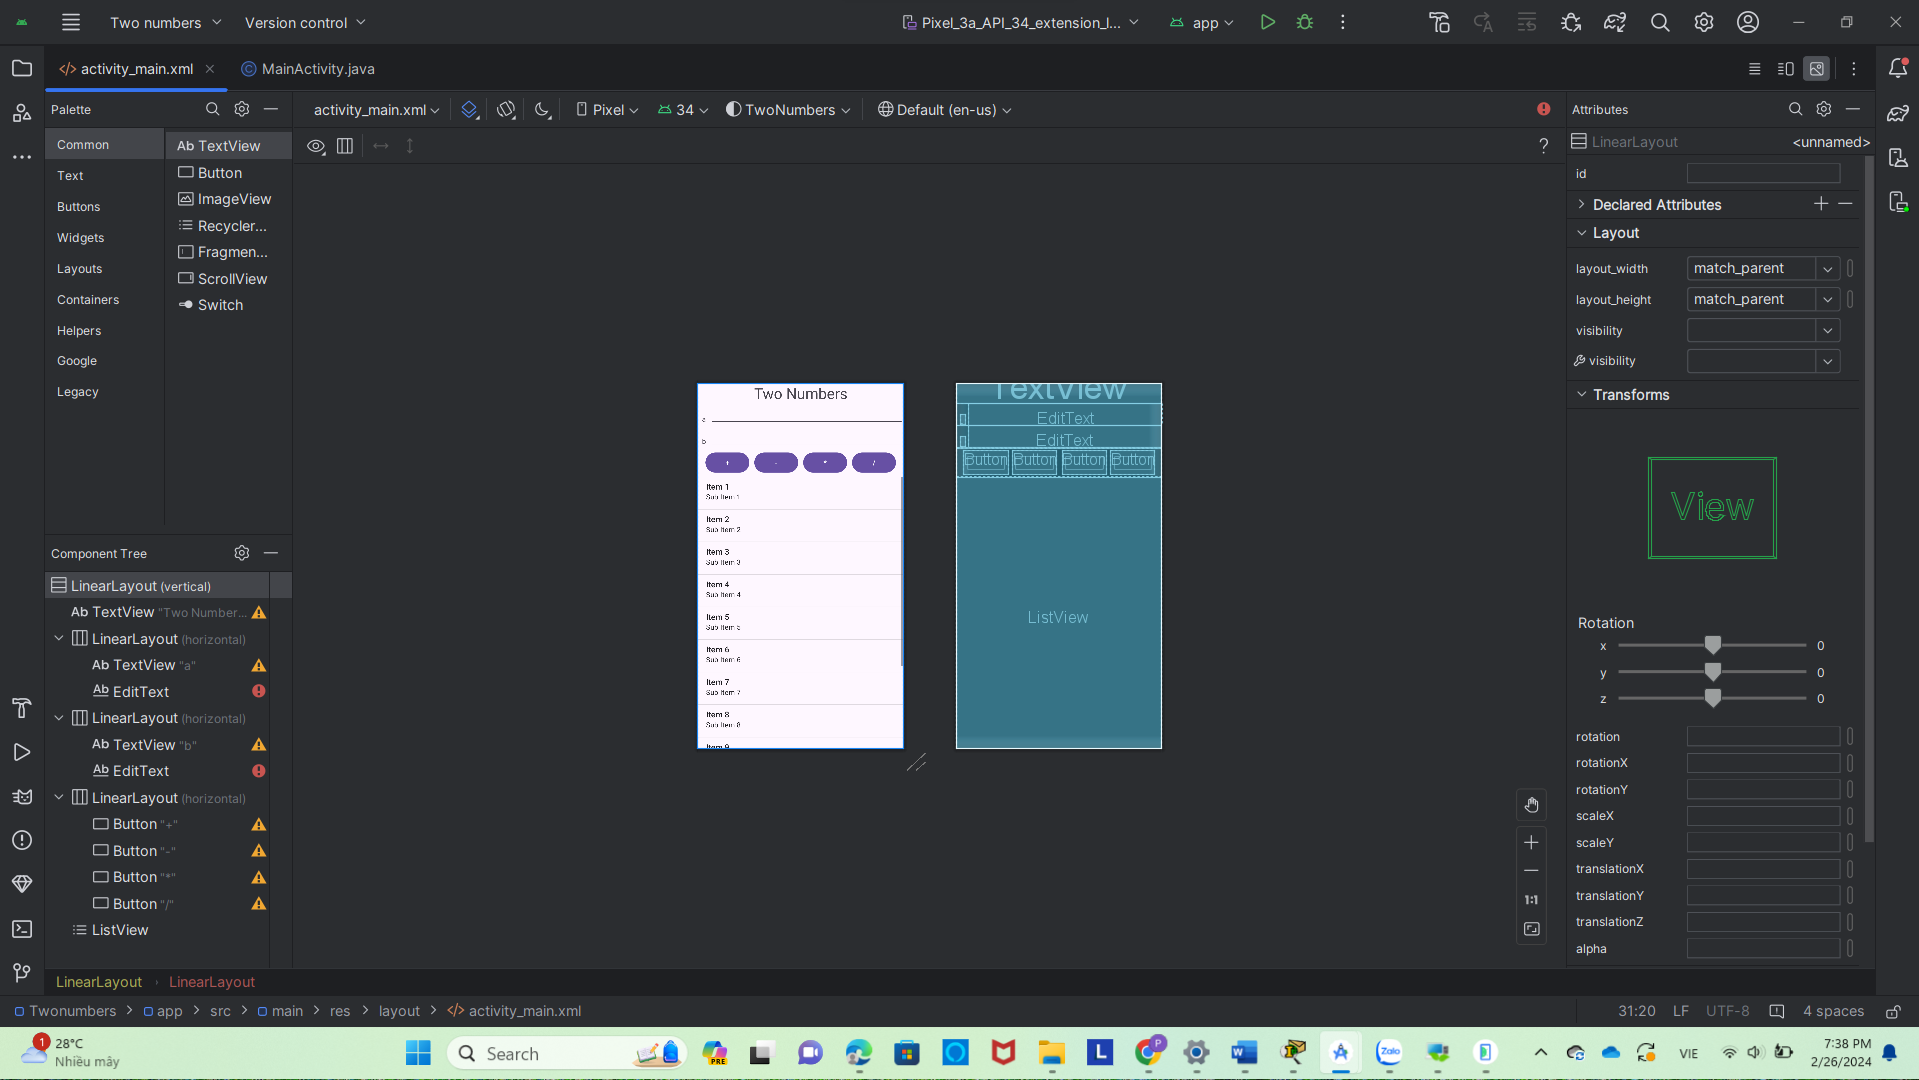 Two numbers
Version control
Pixel_3a_API_34_extension_l...
app
activity_main.xml
MainActivity.java
Palette
activity_main.xml
Pixel
34
TwoNumbers
Default (en-us)
Attributes
Common
Text
Buttons
Widgets
Layouts
Containers
Helpers
Google
Legacy
Ab TextView
Button
ImageView
Recycler...
Fragmen...
ScrollView
Switch
?
LinearLayout
<unnamed>
id
Declared Attributes
Layout
layout_width
match_parent
layout_height
match_parent
visibility
visibility
Transforms
View
Rotation
x
0
y
0
z
0
rotation
rotationX
rotationY
scaleX
scaleY
translationX
translationY
translationZ
alpha
Two Numbers
a
b
+
-
*
/
Item 1
Sub Item 1
Item 2
Sub Item 2
Item 3
Sub Item 3
Item 4
Sub Item 4
Item 5
Sub Item 5
Item 6
Sub Item 6
Item 7
Sub Item 7
Item 8
Sub Item 8
Item 9
TextView
EditText
EditText
Button
Button
Button
Button
ListView
1:1
Component Tree
LinearLayout (vertical)
Ab TextView "Two Number...
LinearLayout (horizontal)
Ab TextView "a"
Ab EditText
LinearLayout (horizontal)
Ab TextView "b"
Ab EditText
LinearLayout (horizontal)
Button "+"
Button "-"
Button "*"
Button "/"
ListView
LinearLayout
LinearLayout
Twonumbers > app > src > main > res > layout > activity_main.xml
31:20
LF
UTF-8
4 spaces
1
28°C
Nhiều mây
Search
PRE
L
P
Zalo
VIE
7:38 PM
2/26/2024